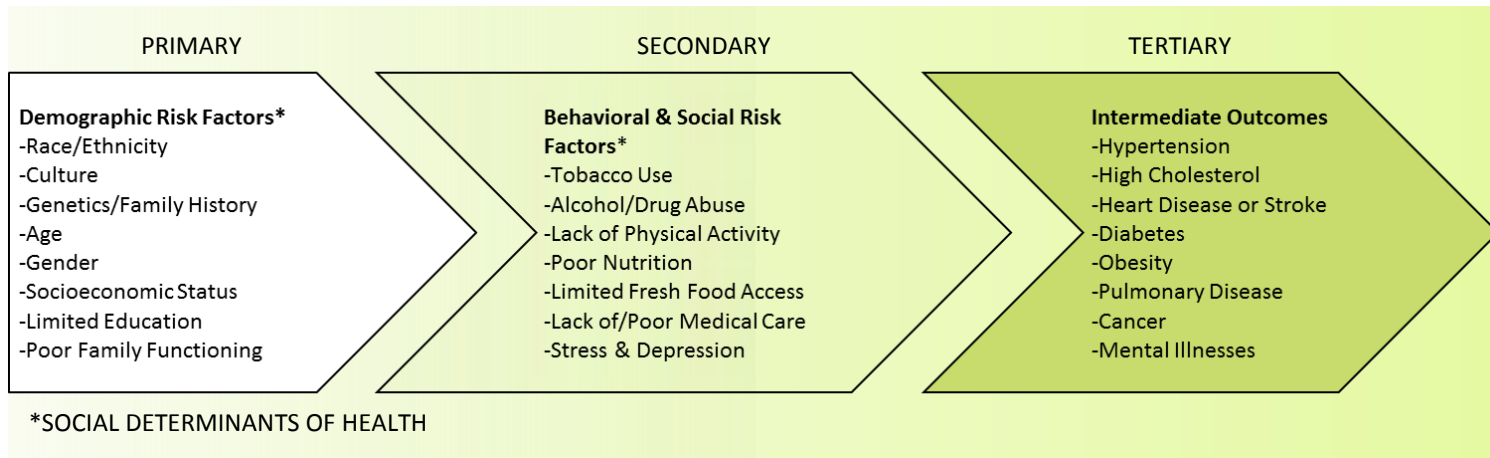 PRIMARY
SECONDARY
TERTIARY
Demographic Risk Factors*
-Race/Ethnicity
-Culture
-Genetics/Family History
-Age
-Gender
-Socioeconomic Status
-Limited Education
-Poor Family Functioning
Behavioral & Social Risk
Factors*
-Tobacco Use
-Alcohol/Drug Abuse
-Lack of Physical Activity
-Poor Nutrition
-Limited Fresh Food Access
-Lack of/Poor Medical Care
-Stress & Depression
Intermediate Outcomes
-Hypertension
-High Cholesterol
-Heart Disease or Stroke
-Diabetes
-Obesity
-Pulmonary Disease
-Cancer
-Mental Illnesses
*SOCIAL DETERMINANTS OF HEALTH